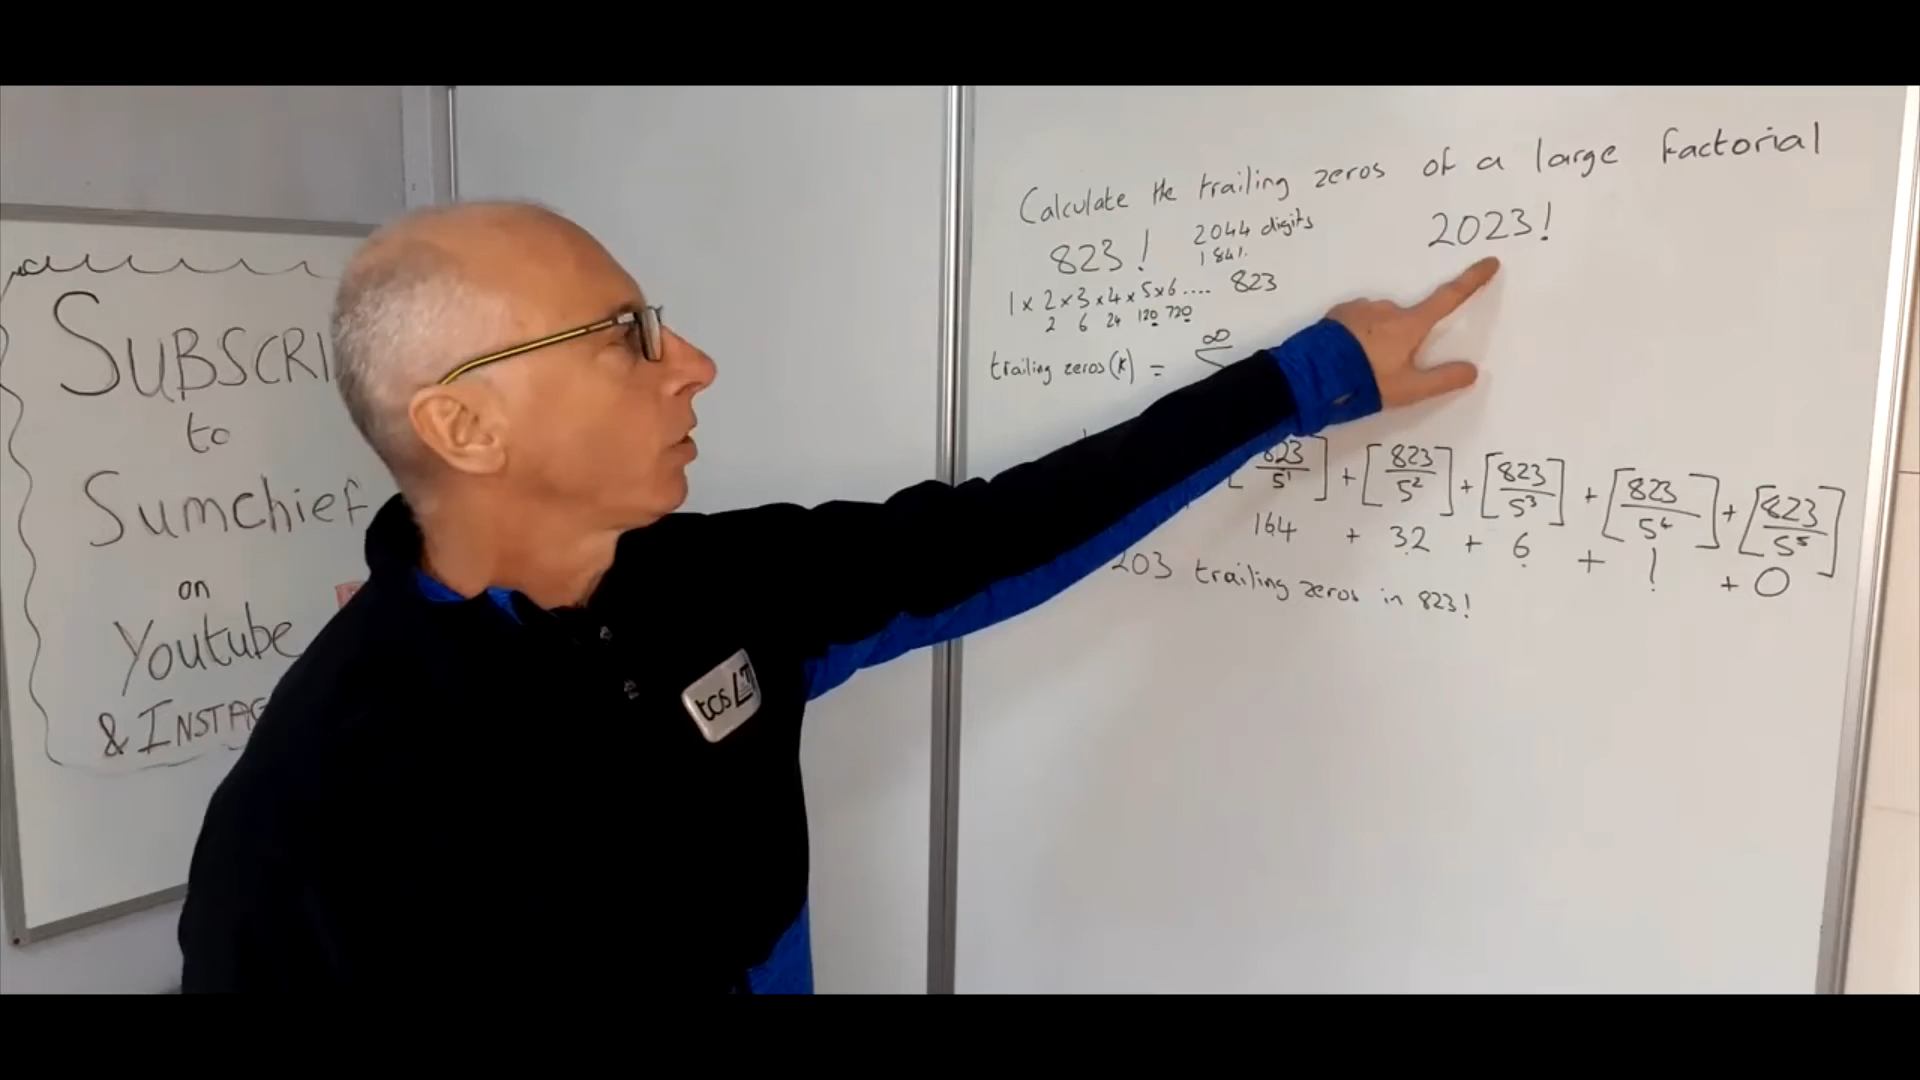 SUBSCRI
to
Sumchief
on
Youtube
& INSTAG
tcs
Calculate the trailing zeros of a large factorial
823! 2044 digits 2023!
1841.
1 x 2 x 3 x 4 x 5 x 6 .... 823
2 6 24 120 720
trailing zeros (k) = ∞
[823/5¹] + [823/5²] + [823/5³] + [823/5⁴] + [823/5⁵]
164 + 32 + 6 + 1 + 0
203 trailing zeros in 823!